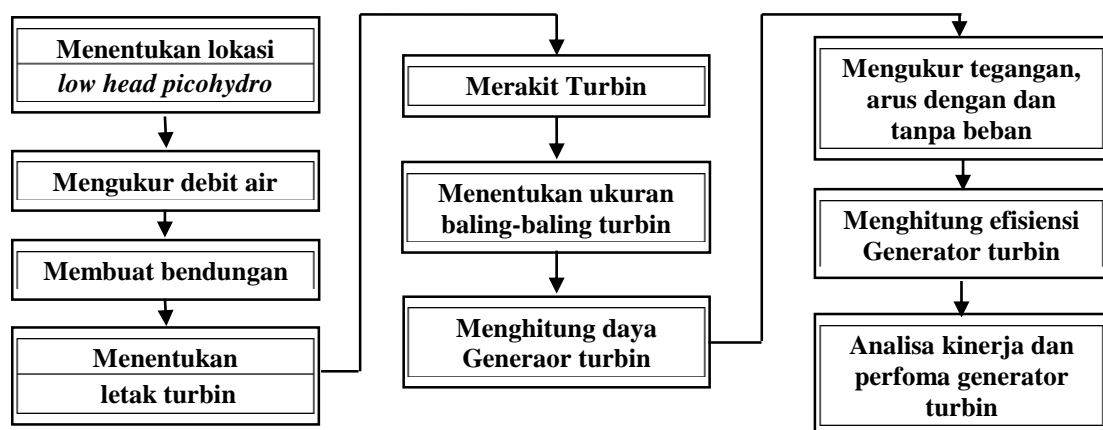 Menentukan lokasi
low head picohydro
Mengukur debit air
Membuat bendungan
Menentukan
letak turbin
Merakit Turbin
Menentukan ukuran
baling-baling turbin
Menghitung daya
Generaor turbin
Mengukur tegangan,
arus dengan dan
tanpa beban
Menghitung efisiensi
Generator turbin
Analisa kinerja dan
perfoma generator
turbin